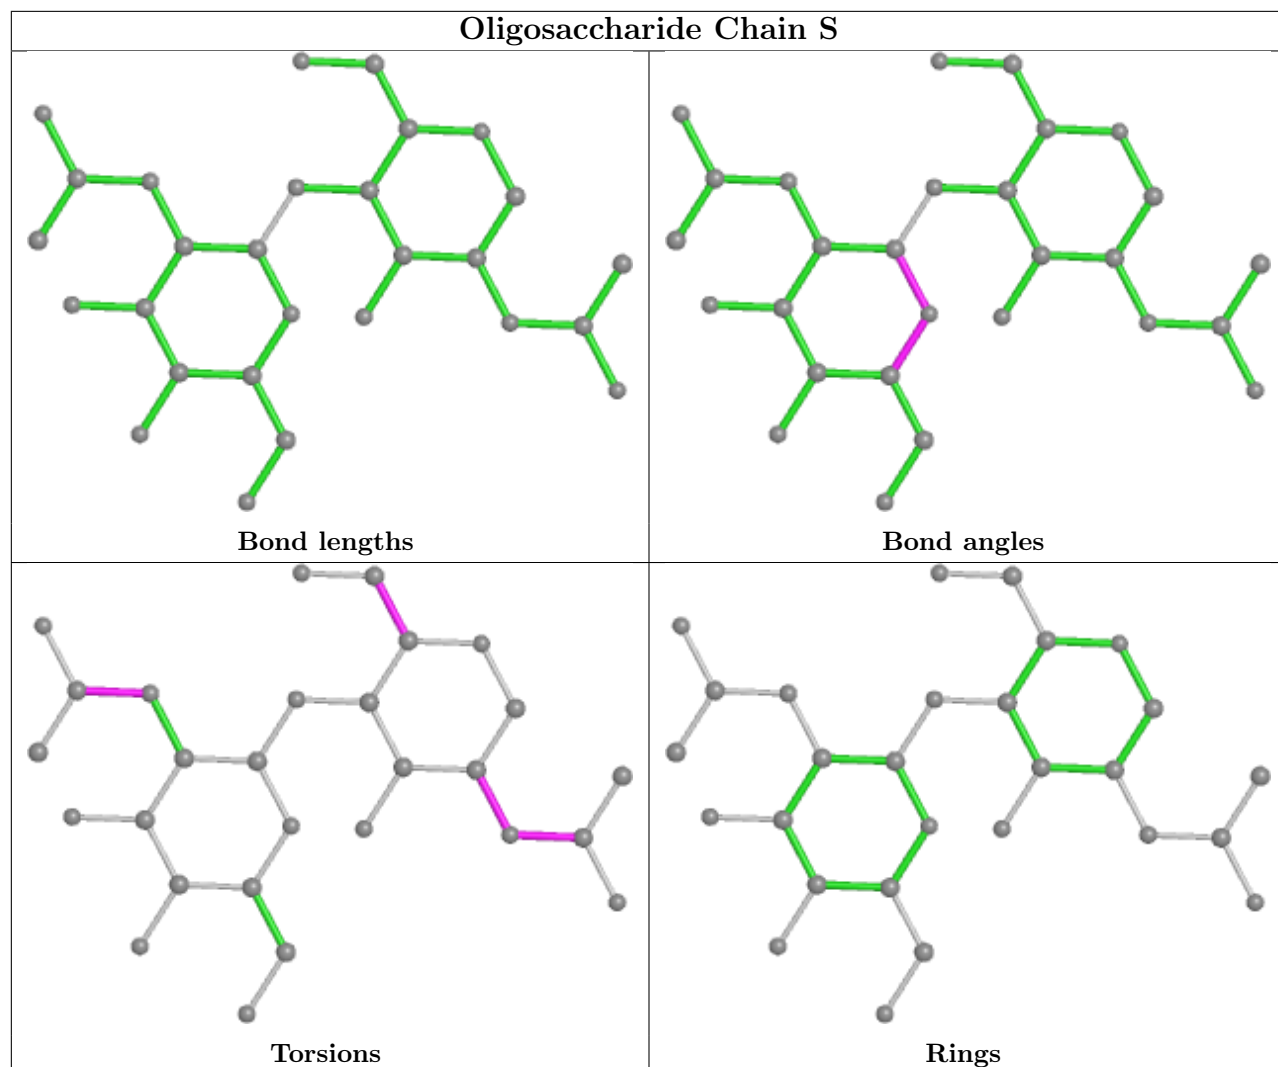 Oligosaccharide Chain S
Bond lengths
Bond angles
Torsions
Rings